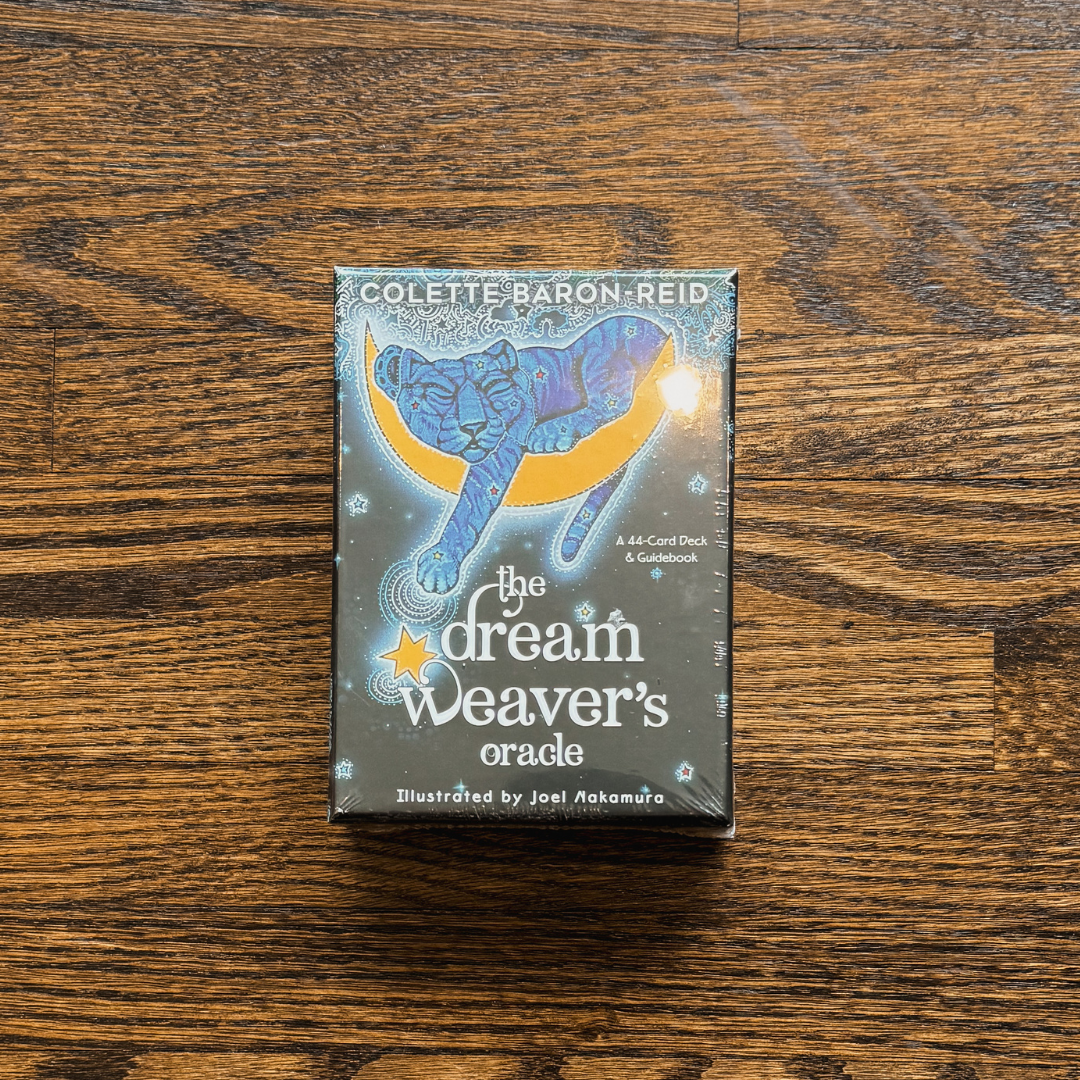 COLETTE BARON-REID
A 44-Card Deck
& Guidebook
the
dream
weaver's
oracle
Illustrated by Joel Nakamura